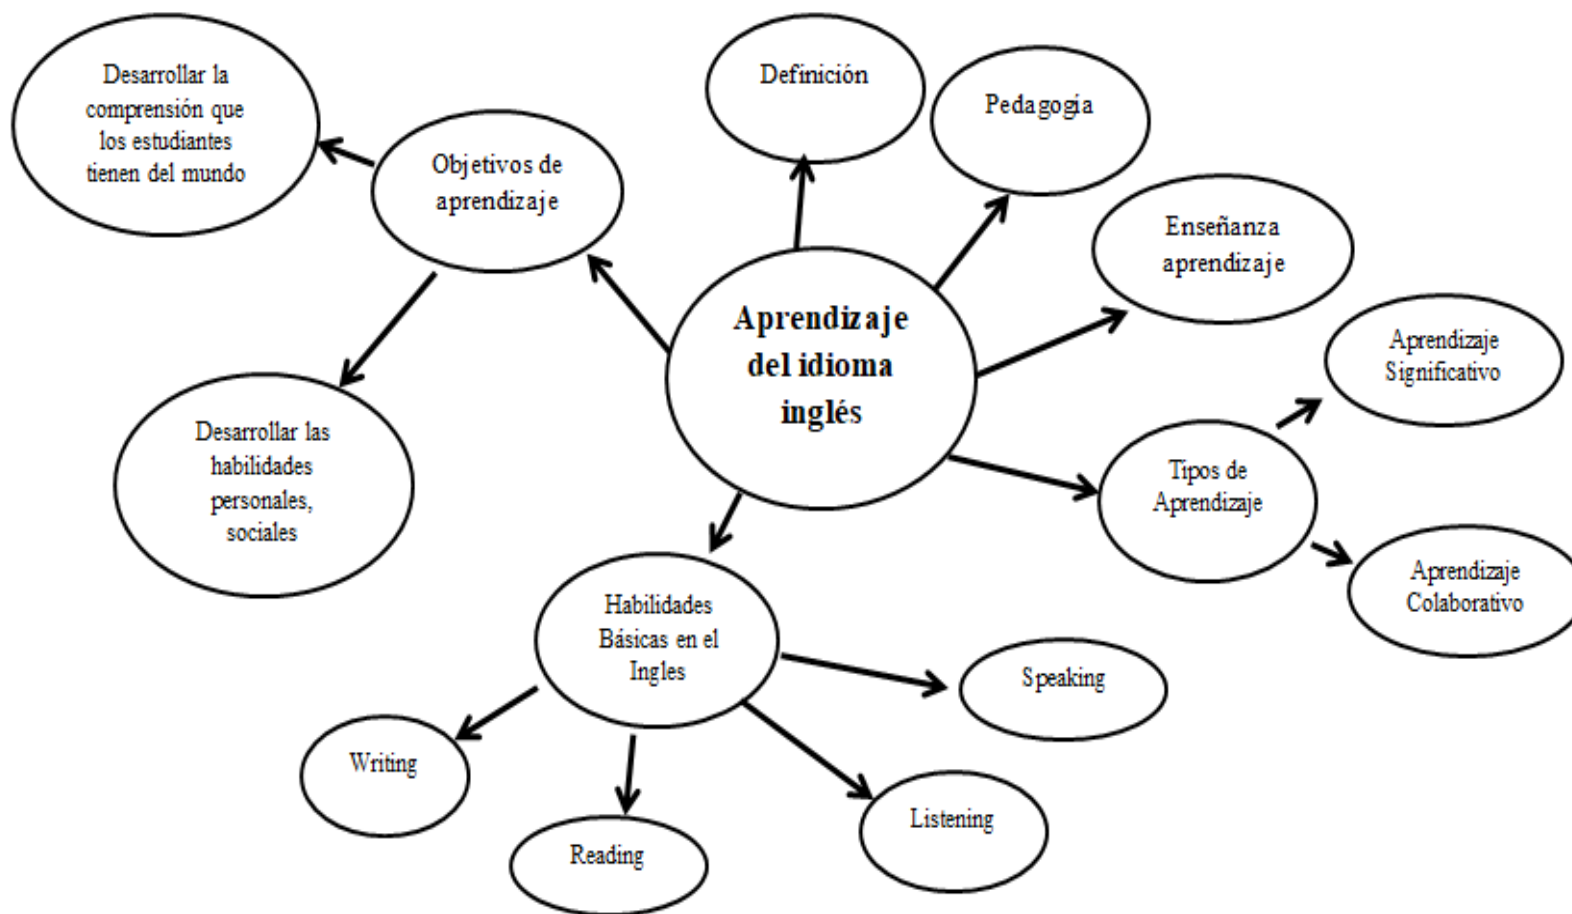 Desarrollar la
comprensión que
los estudiantes
tienen del mundo
Objetivos de
aprendizaje
Definición
Pedagogía
Enseñanza
aprendizaje
Aprendizaje
del idioma
inglés
Aprendizaje
Significativo
Desarrollar las
habilidades
personales,
sociales
Tipos de
Aprendizaje
Aprendizaje
Colaborativo
Habilidades
Básicas en el
Ingles
Speaking
Writing
Listening
Reading